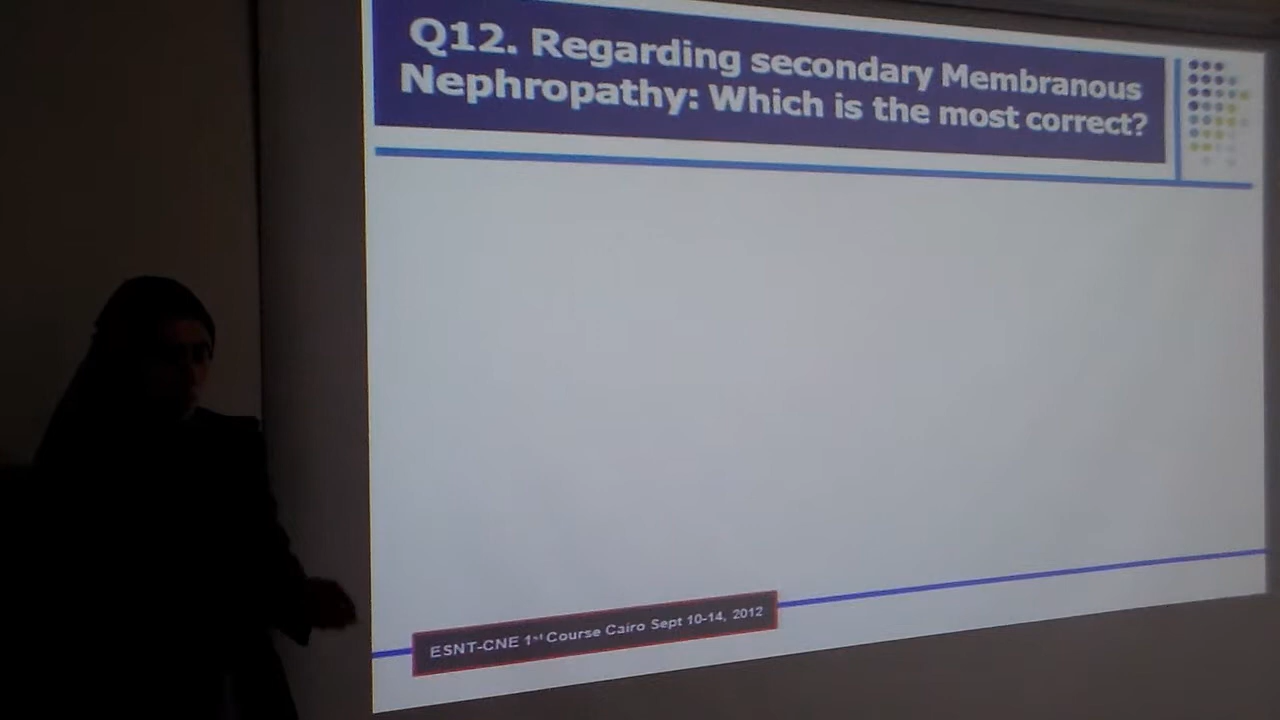 Q12. Regarding secondary Membranous
Nephropathy: Which is the most correct?
ESNT-CNE 1st Course Cairo Sept 10-14, 2012